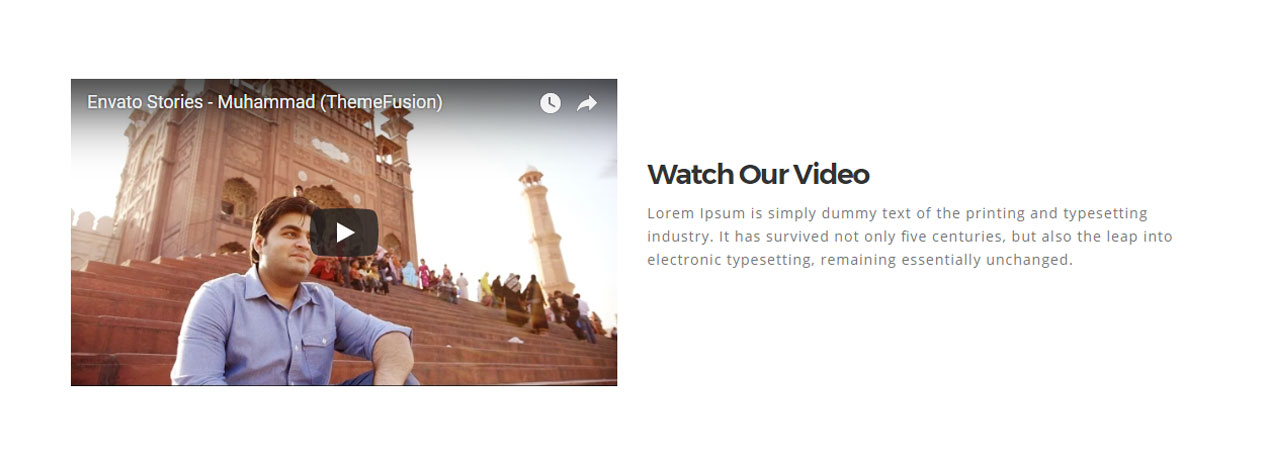 Envato Stories - Muhammad (ThemeFusion)
Watch Our Video
Lorem Ipsum is simply dummy text of the printing and typesetting
industry. It has survived not only five centuries, but also the leap into
electronic typesetting, remaining essentially unchanged.